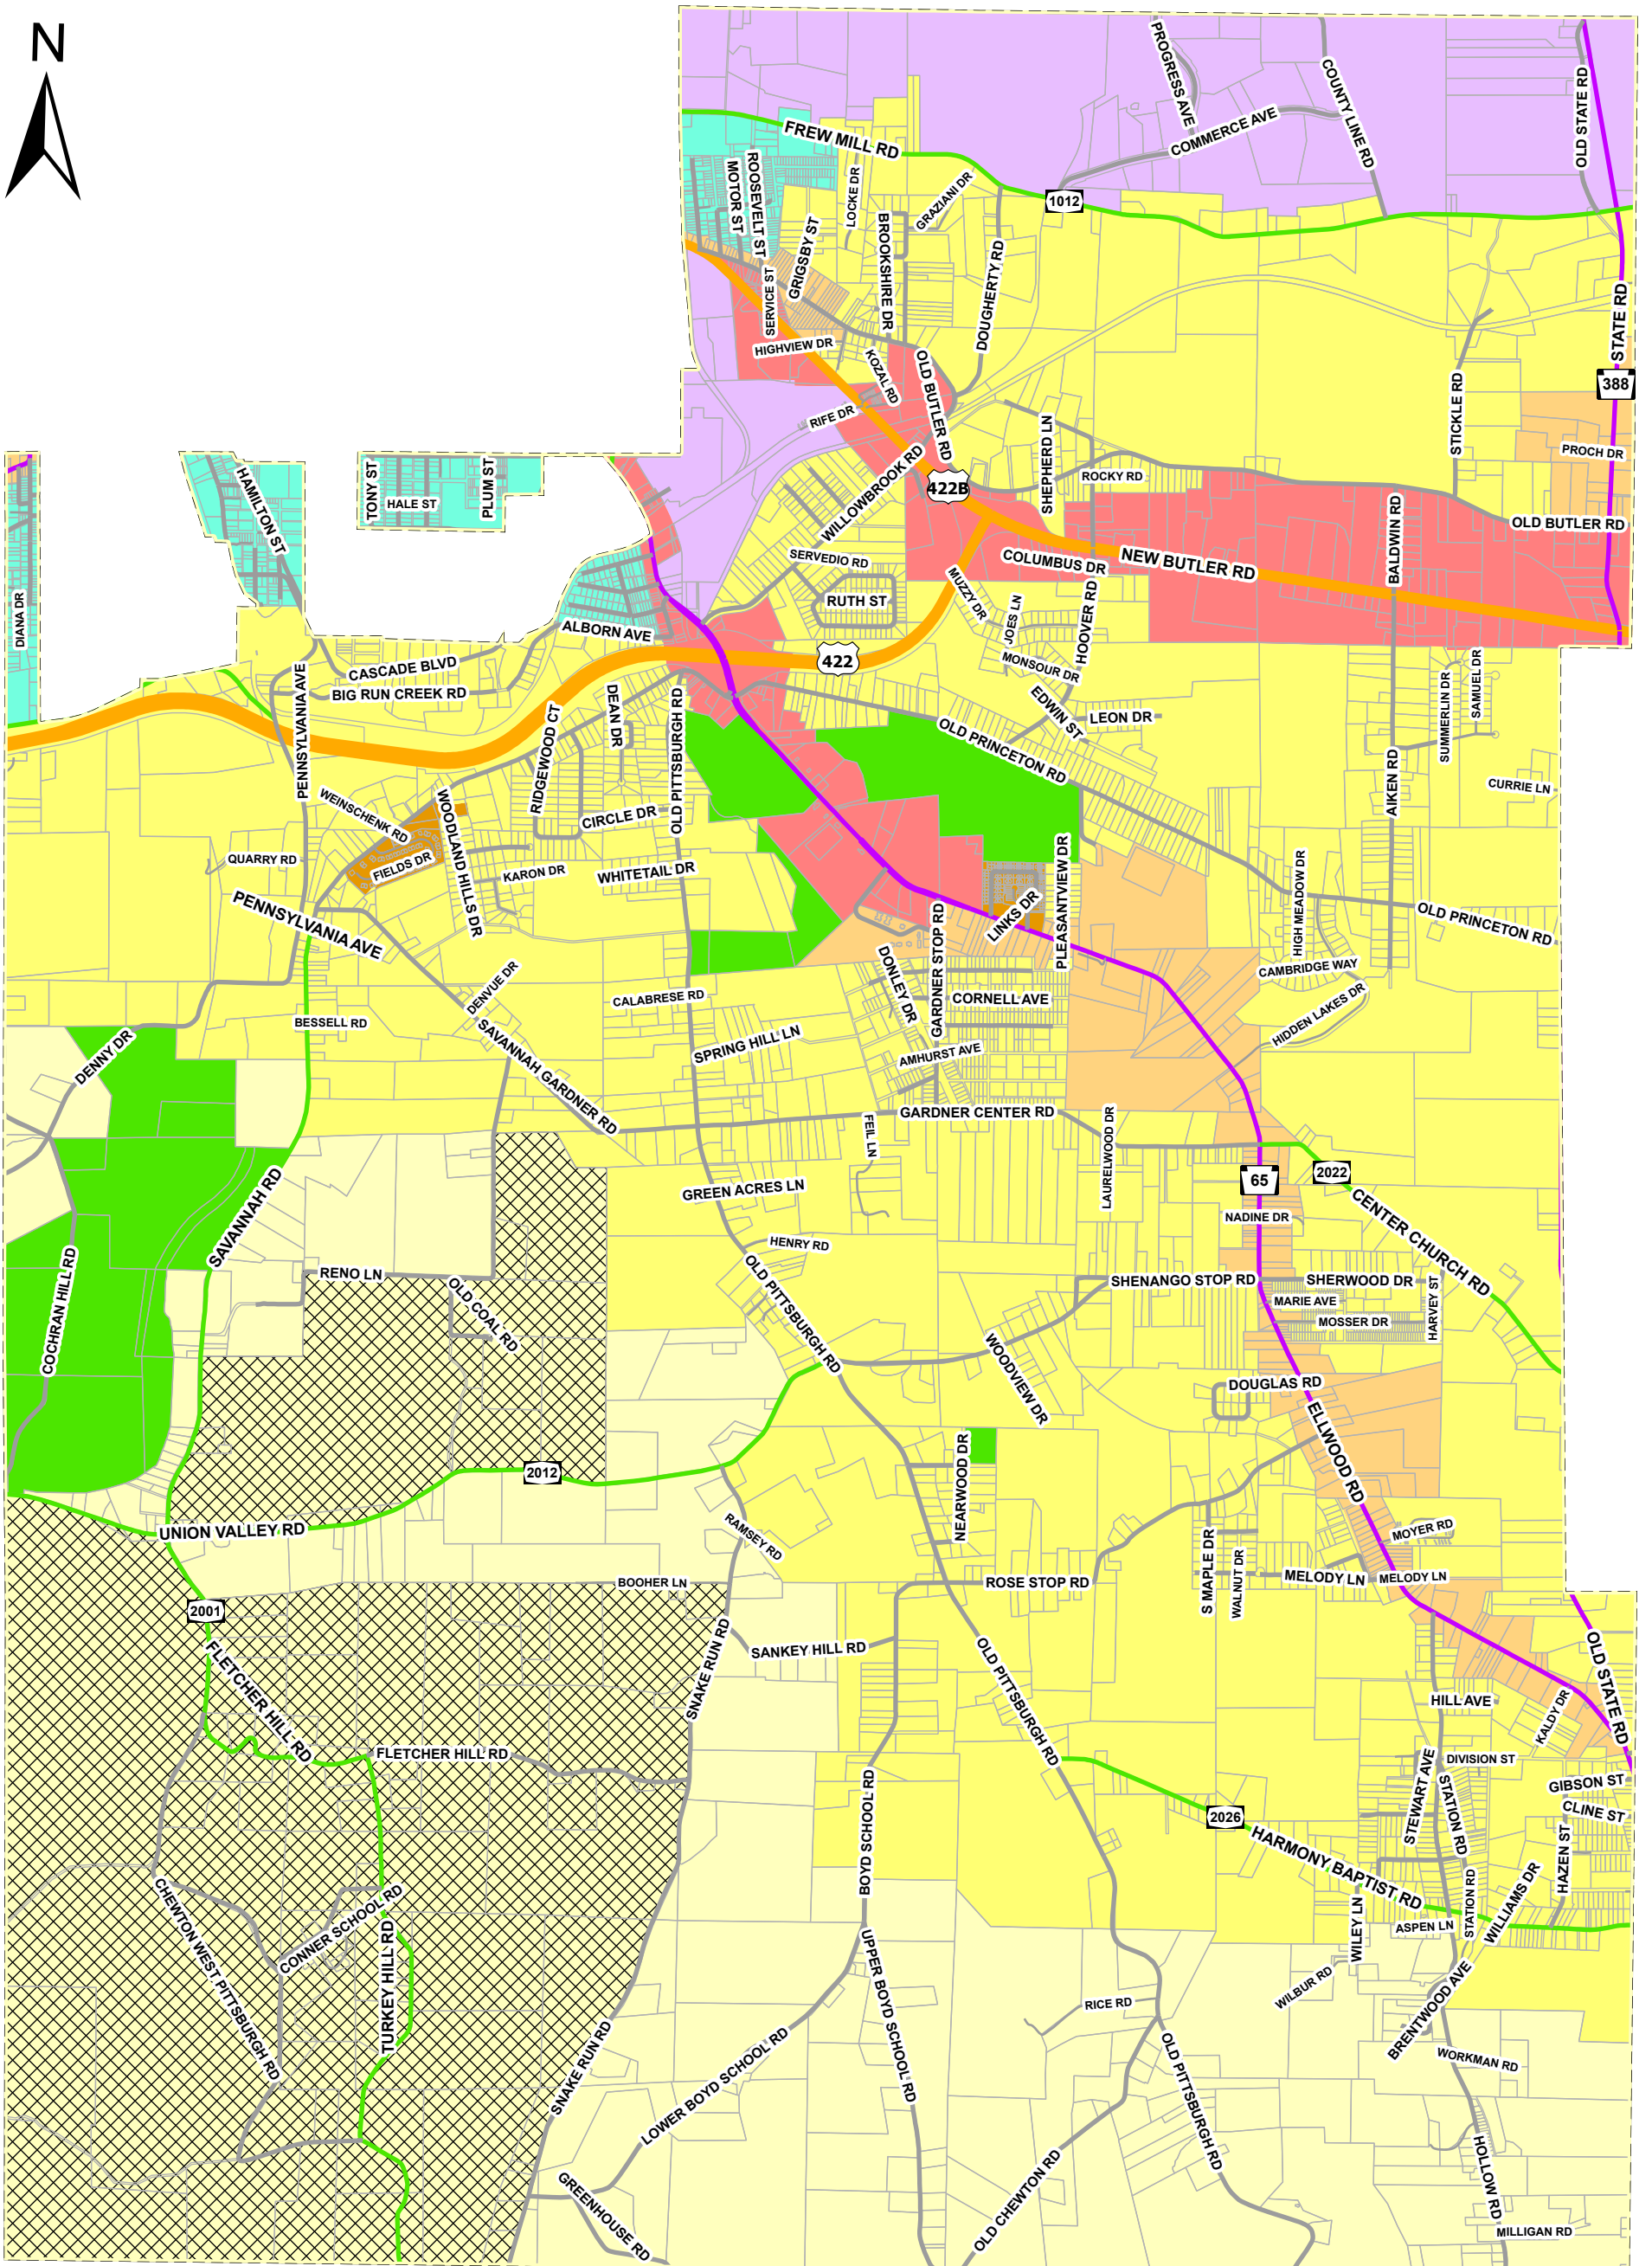 N
PROGRESS AVE
COUNTY LINE RD
OLD STATE RD
COMMERCE AVE
FREW MILL RD
ROOSEVELT ST
MOTOR ST
LOCKE DR
GRAZIANI DR
1012
BROOKSHIRE DR
GRIGSBY ST
DOUGHERTY RD
SERVICE ST
STATE RD
HIGHVIEW DR
KOZAL RD
OLD BUTLER RD
388
STICKLE RD
RIFE DR
SHEPHERD LN
PROCH DR
HAMILTON ST
TONY ST
PLUM ST
HALE ST
WILLOWBROOK RD
422B
ROCKY RD
BALDWIN RD
OLD BUTLER RD
SERVEDIO RD
COLUMBUS DR
NEW BUTLER RD
DIANA DR
RUTH ST
MUZZY DR
JOES LN
HOOVER RD
ALBORN AVE
422
MONSOUR DR
CASCADE BLVD
BIG RUN CREEK RD
PENNSYLVANIA AVE
DEAN DR
OLD PITTSBURGH RD
EDWIN ST
LEON DR
SUMMERLIN DR
SAMUEL DR
RIDGEWOOD CT
OLD PRINCETON RD
AIKEN RD
CURRIE LN
WEINSCHENK RD
WOODLAND HILLS DR
CIRCLE DR
QUARRY RD
FIELDS DR
KARON DR
WHITETAIL DR
PLEASANTVIEW DR
HIGH MEADOW DR
PENNSYLVANIA AVE
LINKS DR
GARDNER STOP RD
OLD PRINCETON RD
DONLEY DR
CAMBRIDGE WAY
DENVUE DR
CALABRESE RD
CORNELL AVE
HIDDEN LAKES DR
BESSELL RD
DENNY DR
SAVANNAH GARDNER RD
SPRING HILL LN
AMHURST AVE
GARDNER CENTER RD
FEIL LN
LAURELWOOD DR
2022
65
GREEN ACRES LN
SAVANNAH RD
NADINE DR
CENTER CHURCH RD
HENRY RD
COCHRAN HILL RD
RENO LN
OLD COAL RD
OLD PITTSBURGH RD
SHENANGO STOP RD
SHERWOOD DR
MARIE AVE
HARVEY ST
MOSSER DR
WOODVIEW DR
DOUGLAS RD
ELLWOOD RD
2012
NEARWOOD DR
UNION VALLEY RD
RAMSEY RD
MOYER RD
S MAPLE DR
WALNUT DR
BOOHER LN
ROSE STOP RD
MELODY LN
MELODY LN
2001
SNAKE RUN RD
SANKEY HILL RD
OLD PITTSBURGH RD
OLD STATE RD
FLETCHER HILL RD
HILL AVE
KALDY DR
FLETCHER HILL RD
DIVISION ST
STEWART AVE
STATION RD
GIBSON ST
CLINE ST
BOYD SCHOOL RD
2026
HARMONY BAPTIST RD
HAZEN ST
STATION RD
WILLIAMS DR
CHEWTON WEST PITTSBURGH RD
CONNER SCHOOL RD
TURKEY HILL RD
WILEY LN
ASPEN LN
UPPER BOYD SCHOOL RD
WILBUR RD
BRENTWOOD AVE
RICE RD
SNAKE RUN RD
LOWER BOYD SCHOOL RD
OLD PITTSBURGH RD
WORKMAN RD
HOLLOW RD
GREENHOUSE RD
OLD CHEWTON RD
MILLIGAN RD